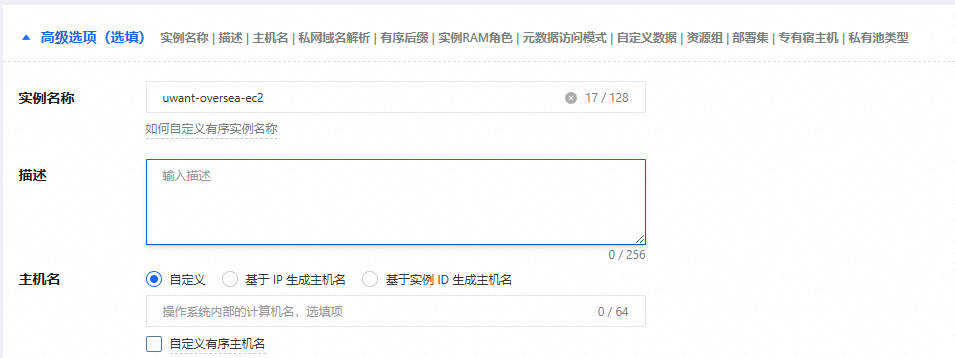 高级选项（选填） 实例名称 | 描述 | 主机名 | 私网域名解析 | 有序后缀 | 实例RAM角色 | 元数据访问模式 | 自定义数据 | 资源组 | 部署集 | 专有宿主机 | 私有池类型
实例名称 uwant-oversea-ec2 17 / 128
如何自定义有序实例名称
描述 输入描述
0 / 256
主机名 自定义 基于 IP 生成主机名 基于实例 ID 生成主机名
操作系统内部的计算机名，选填项 0 / 64
自定义有序主机名